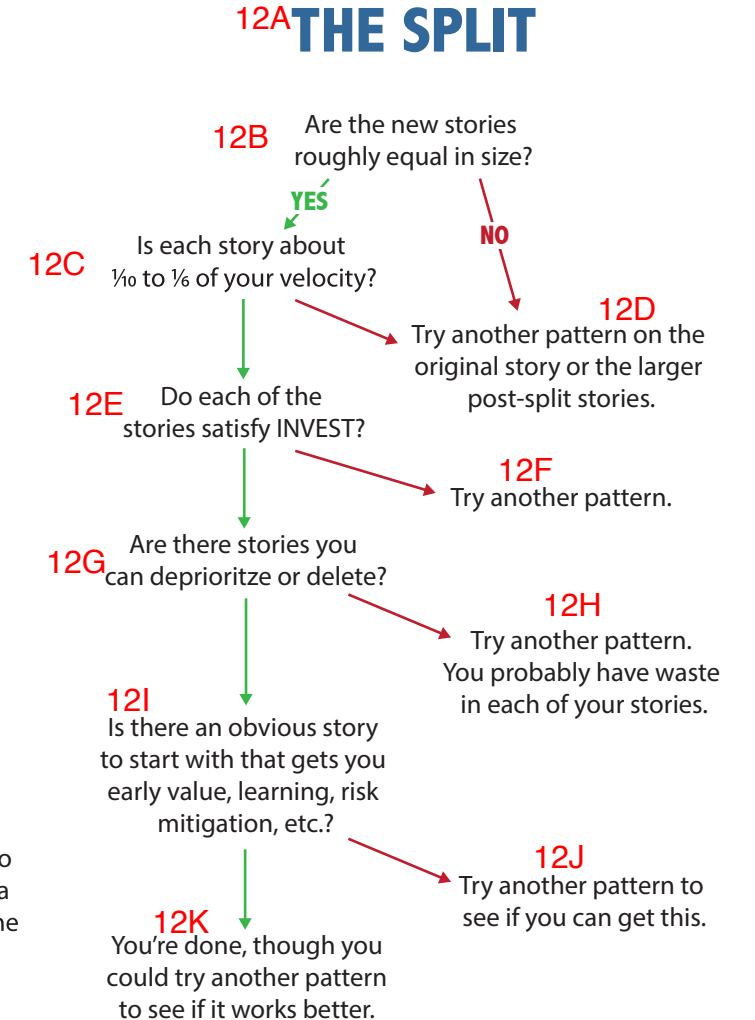 12A THE SPLIT
12B
Are the new stories
roughly equal in size?
YES
NO
12C
Is each story about
⅒ to ⅙ of your velocity?
12D
Try another pattern on the
original story or the larger
post-split stories.
12E
Do each of the
stories satisfy INVEST?
12F
Try another pattern.
12G
Are there stories you
can deprioritze or delete?
12H
Try another pattern.
You probably have waste
in each of your stories.
12I
Is there an obvious story
to start with that gets you
early value, learning, risk
mitigation, etc.?
12J
Try another pattern to
see if you can get this.
12K
You’re done, though you
could try another pattern
to see if it works better.
o
a
ne